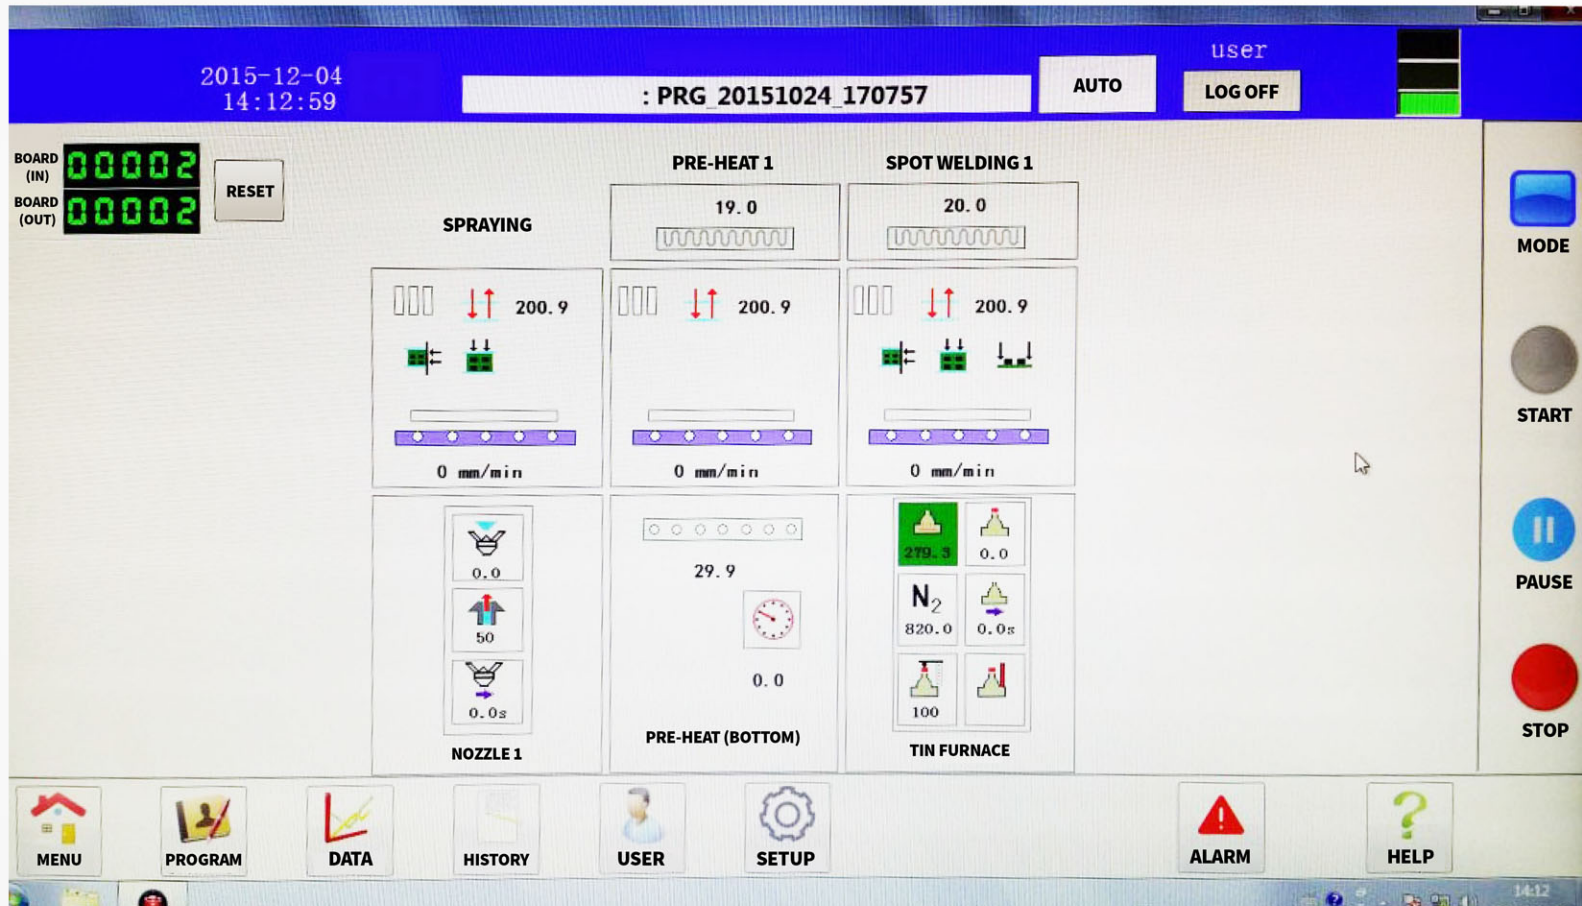 user
2015-12-04
14:12:59
: PRG_20151024_170757
AUTO
LOG OFF
BOARD
(IN)
00002
BOARD
(OUT)
00002
RESET
SPRAYING
PRE-HEAT 1
SPOT WELDING 1
19.0
20.0
200.9
200.9
200.9
0 mm/min
0 mm/min
0 mm/min
0.0
50
0.0s
NOZZLE 1
29.9
0.0
PRE-HEAT (BOTTOM)
279.3
0.0
N2
820.0
0.0s
100
TIN FURNACE
MODE
START
PAUSE
STOP
MENU
PROGRAM
DATA
HISTORY
USER
SETUP
ALARM
HELP
14:12